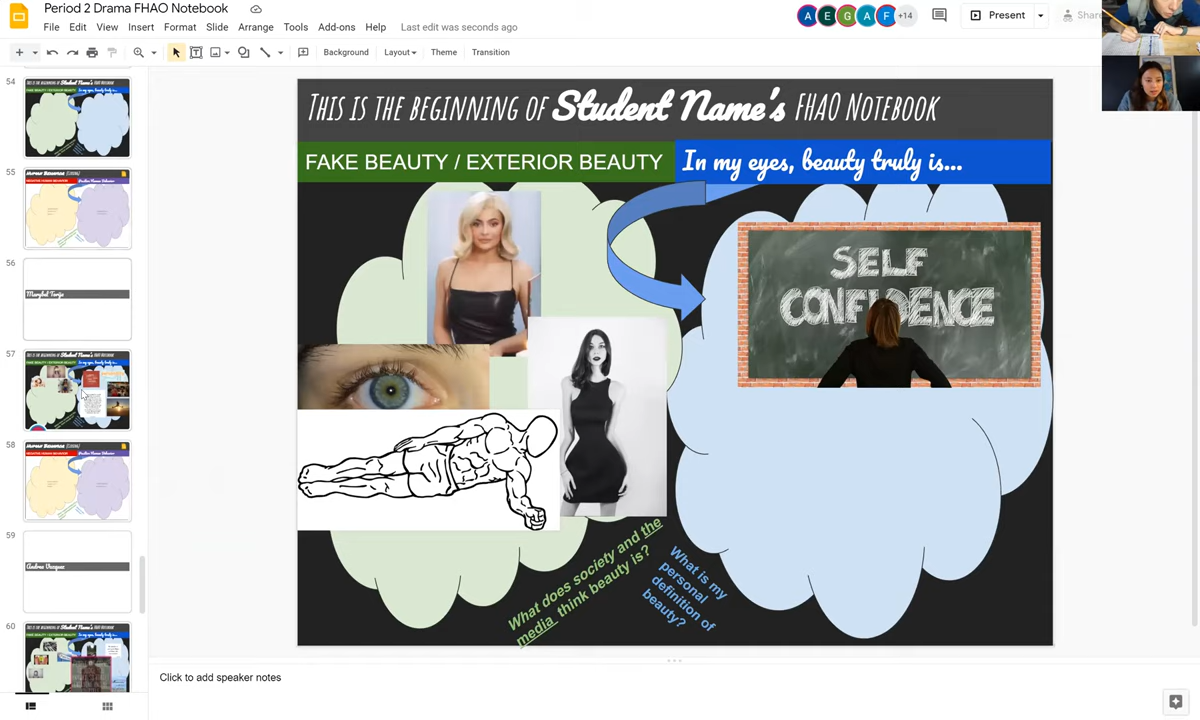 Period 2 Drama FHAO Notebook
File Edit View Insert Format Slide Arrange Tools Add-ons Help Last edit was seconds ago
A E G A F +14
Present
Share
Background Layout Theme Transition
54
55
56
57
58
59
60
THIS IS THE BEGINNING OF Student Name's FHAO NOTEBOOK
FAKE BEAUTY / EXTERIOR BEAUTY
In my eyes, beauty truly is...
SELF
CONFIDENCE
What does society and the
media think beauty is?
What is my
personal
definition of
beauty?
Click to add speaker notes